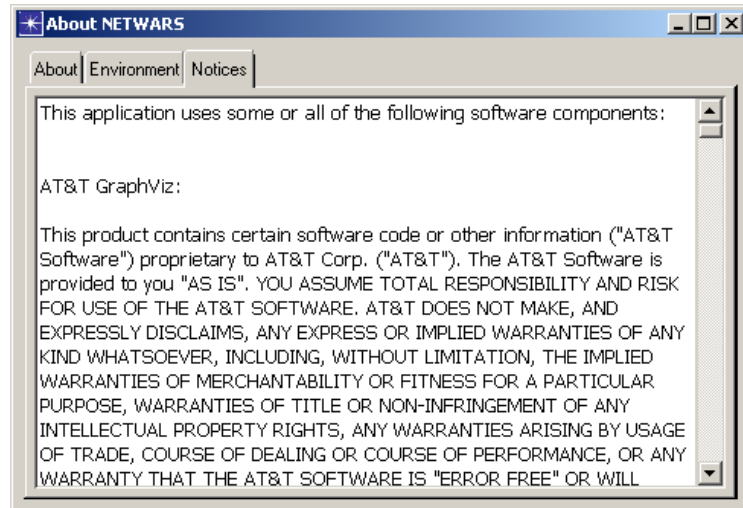 About NETWARS
About Environment Notices
This application uses some or all of the following software components:
AT&T GraphViz:
This product contains certain software code or other information ("AT&T
Software") proprietary to AT&T Corp. ("AT&T"). The AT&T Software is
provided to you "AS IS". YOU ASSUME TOTAL RESPONSIBILITY AND RISK
FOR USE OF THE AT&T SOFTWARE. AT&T DOES NOT MAKE, AND
EXPRESSLY DISCLAIMS, ANY EXPRESS OR IMPLIED WARRANTIES OF ANY
KIND WHATSOEVER, INCLUDING, WITHOUT LIMITATION, THE IMPLIED
WARRANTIES OF MERCHANTABILITY OR FITNESS FOR A PARTICULAR
PURPOSE, WARRANTIES OF TITLE OR NON-INFRINGEMENT OF ANY
INTELLECTUAL PROPERTY RIGHTS, ANY WARRANTIES ARISING BY USAGE
OF TRADE, COURSE OF DEALING OR COURSE OF PERFORMANCE, OR ANY
WARRANTY THAT THE AT&T SOFTWARE IS "ERROR FREE" OR WILL